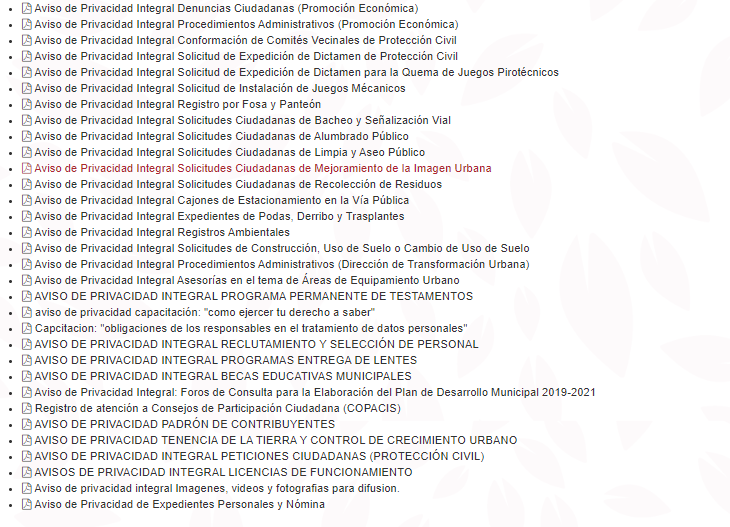 Aviso de Privacidad Integral Denuncias Ciudadanas (Promoción Económica)
Aviso de Privacidad Integral Procedimientos Administrativos (Promoción Económica)
Aviso de Privacidad Integral Conformación de Comités Vecinales de Protección Civil
Aviso de Privacidad Integral Solicitud de Expedición de Dictamen de Protección Civil
Aviso de Privacidad Integral Solicitud de Expedición de Dictamen para la Quema de Juegos Pirotécnicos
Aviso de Privacidad Integral Solicitud de Instalación de Juegos Mécanicos
Aviso de Privacidad Integral Registro por Fosa y Panteón
Aviso de Privacidad Integral Solicitudes Ciudadanas de Bacheo y Señalización Vial
Aviso de Privacidad Integral Solicitudes Ciudadanas de Alumbrado Público
Aviso de Privacidad Integral Solicitudes Ciudadanas de Limpia y Aseo Público
Aviso de Privacidad Integral Solicitudes Ciudadanas de Mejoramiento de la Imagen Urbana
Aviso de Privacidad Integral Solicitudes Ciudadanas de Recolección de Residuos
Aviso de Privacidad Integral Cajones de Estacionamiento en la Vía Pública
Aviso de Privacidad Integral Expedientes de Podas, Derribo y Trasplantes
Aviso de Privacidad Integral Registros Ambientales
Aviso de Privacidad Integral Solicitudes de Construcción, Uso de Suelo o Cambio de Uso de Suelo
Aviso de Privacidad Integral Procedimientos Administrativos (Dirección de Transformación Urbana)
Aviso de Privacidad Integral Asesorías en el tema de Áreas de Equipamiento Urbano
AVISO DE PRIVACIDAD INTEGRAL PROGRAMA PERMANENTE DE TESTAMENTOS
aviso de privacidad capacitación: "como ejercer tu derecho a saber"
Capcitacion: "obligaciones de los responsables en el tratamiento de datos personales"
AVISO DE PRIVACIDAD INTEGRAL RECLUTAMIENTO Y SELECCIÓN DE PERSONAL
AVISO DE PRIVACIDAD INTEGRAL PROGRAMAS ENTREGA DE LENTES
AVISO DE PRIVACIDAD INTEGRAL BECAS EDUCATIVAS MUNICIPALES
Aviso de Privacidad Integral: Foros de Consulta para la Elaboración del Plan de Desarrollo Municipal 2019-2021
Registro de atención a Consejos de Participación Ciudadana (COPACIS)
AVISO DE PRIVACIDAD PADRÓN DE CONTRIBUYENTES
AVISO DE PRIVACIDAD TENENCIA DE LA TIERRA Y CONTROL DE CRECIMIENTO URBANO
AVISO DE PRIVACIDAD INTEGRAL PETICIONES CIUDADANAS (PROTECCIÓN CIVIL)
AVISOS DE PRIVACIDAD INTEGRAL LICENCIAS DE FUNCIONAMIENTO
Aviso de privacidad integral Imagenes, videos y fotografias para difusion.
Aviso de Privacidad de Expedientes Personales y Nómina